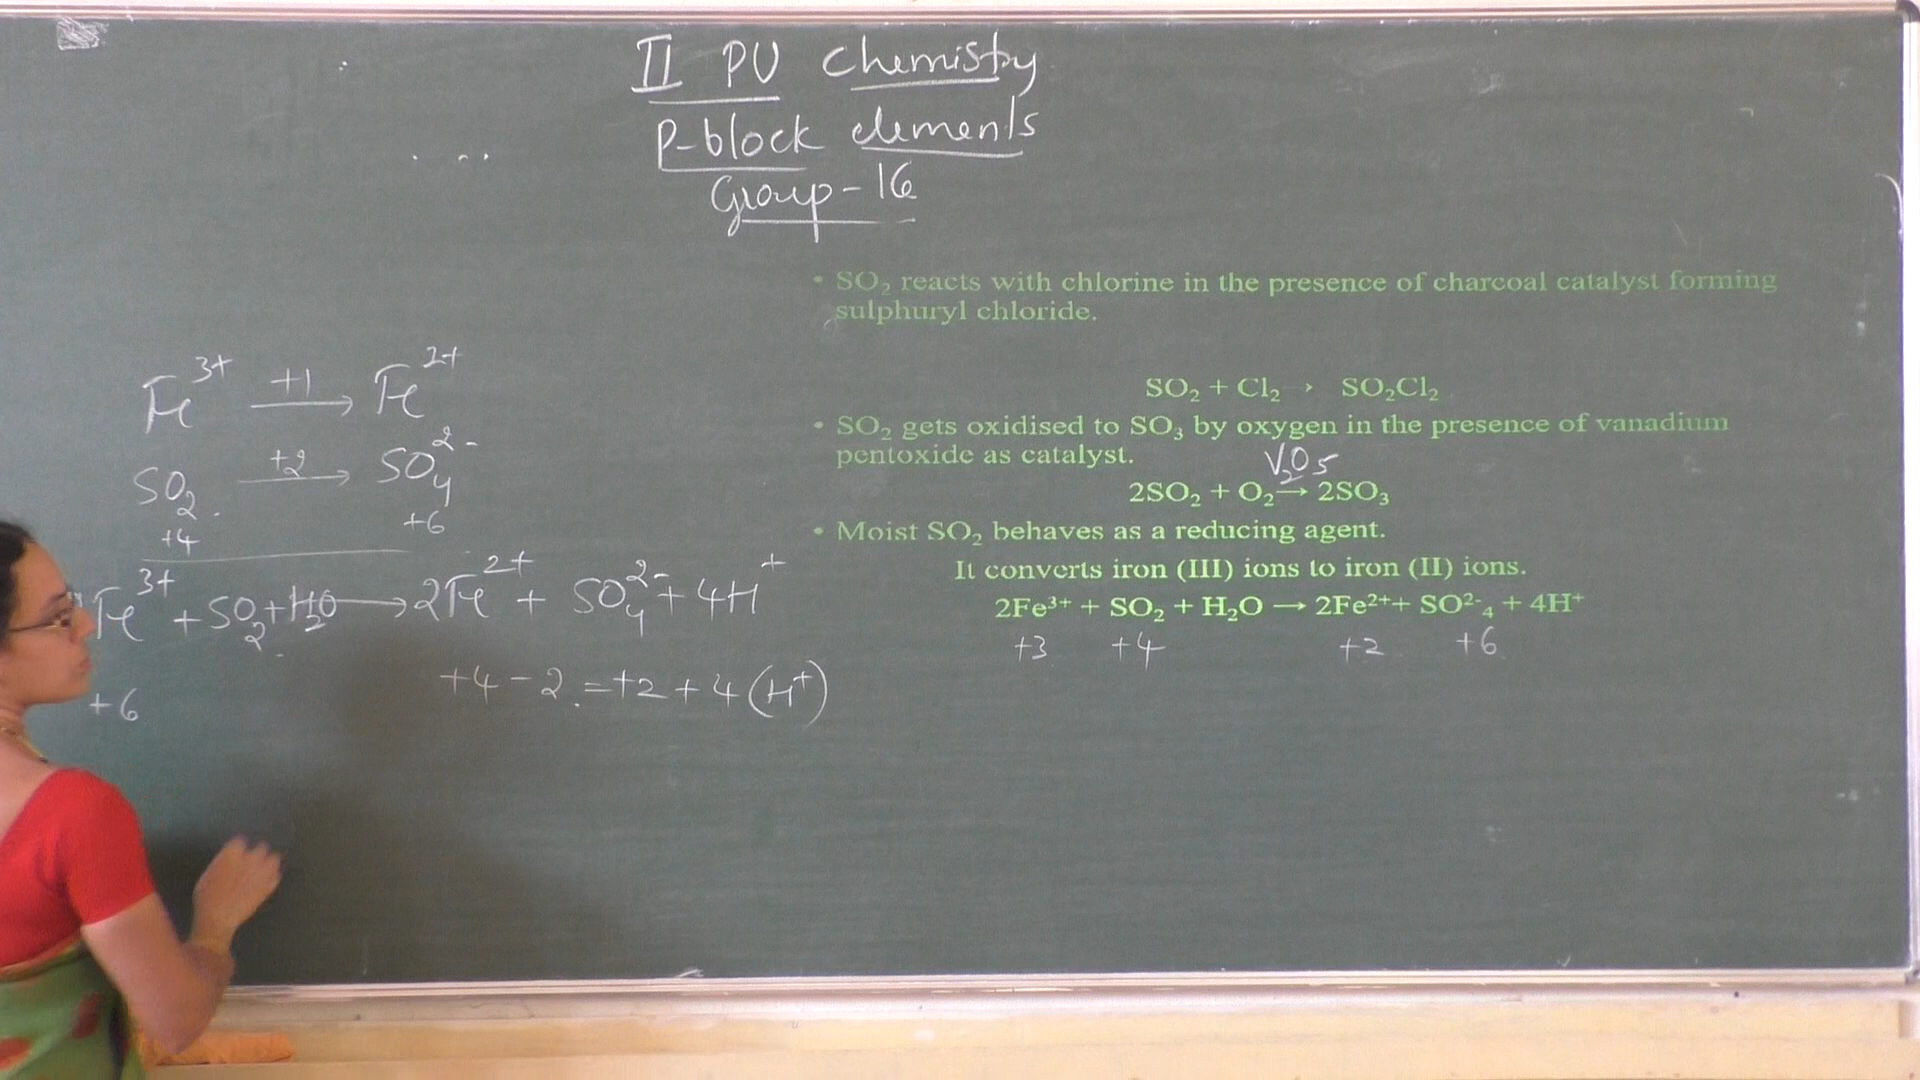 II PU Chemistry
P-block elements
Group-16
• SO₂ reacts with chlorine in the presence of charcoal catalyst forming
sulphuryl chloride.
SO₂ + Cl₂ → SO₂Cl₂
• SO₂ gets oxidised to SO₃ by oxygen in the presence of vanadium
pentoxide as catalyst.
V₂O₅
2SO₂ + O₂ → 2SO₃
• Moist SO₂ behaves as a reducing agent.
It converts iron (III) ions to iron (II) ions.
2Fe³⁺ + SO₂ + H₂O → 2Fe²⁺ + SO²⁻₄ + 4H⁺
+3 +4 +2 +6
Fe³⁺ +1 → Fe²⁺
SO₂ +2 → SO₄²⁻
+4 +6
Fe³⁺ + SO₂ + H₂O → 2Fe²⁺ + SO₄²⁻ + 4H⁺
+6 +4 - 2 = +2 + 4 (H⁺)